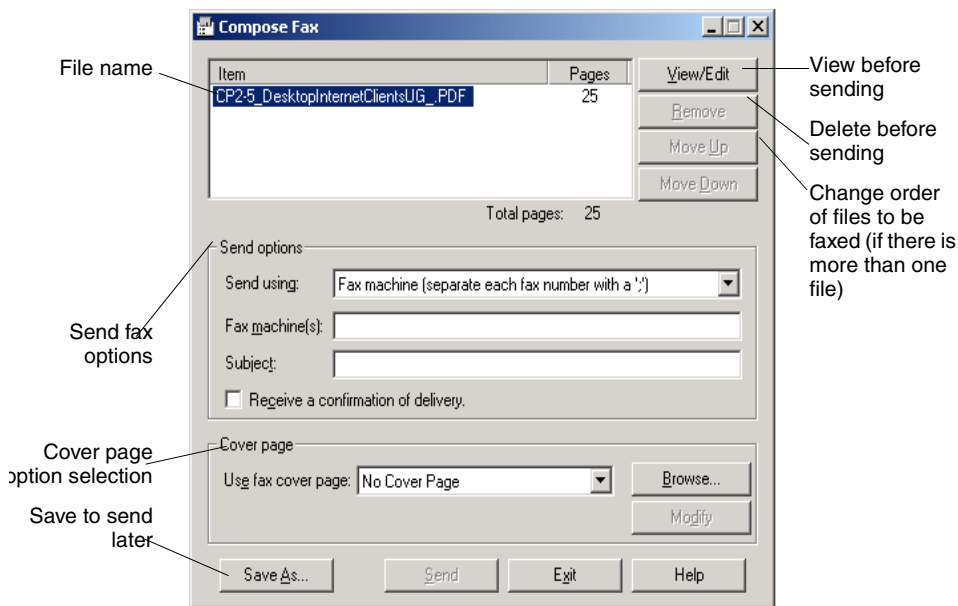 Compose Fax
File name
Item Pages
CP2-5_DesktopInternetClientsUG_.PDF 25
View/Edit
Remove
Move Up
Move Down
View before
sending
Delete before
sending
Change order
of files to be
faxed (if there is
more than one
file)
Total pages: 25
Send fax
options
Send options
Send using: Fax machine (separate each fax number with a ';')
Fax machine(s):
Subject:
Receive a confirmation of delivery.
Cover page
option selection
Cover page
Use fax cover page: No Cover Page
Browse...
Modify
Save to send
later
Save As... Send Exit Help